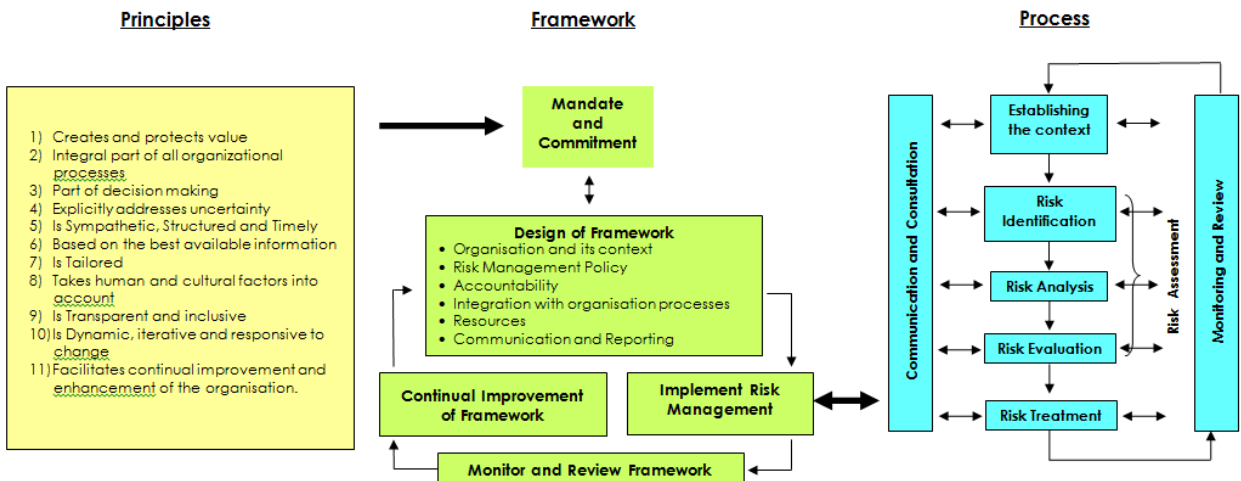 Principles
Framework
Process
1) Creates and protects value
2) Integral part of all organizational
processes
3) Part of decision making
4) Explicitly addresses uncertainty
5) Is Sympathetic, Structured and Timely
6) Based on the best available information
7) Is Tailored
8) Takes human and cultural factors into
account
9) Is Transparent and inclusive
10) Is Dynamic, iterative and responsive to
change
11) Facilitates continual improvement and
enhancement of the organisation.
Mandate
and
Commitment
Design of Framework
• Organisation and its context
• Risk Management Policy
• Accountability
• Integration with organisation processes
• Resources
• Communication and Reporting
Continual Improvement
of Framework
Implement Risk
Management
Monitor and Review Framework
Communication and Consultation
Establishing
the context
Risk
Identification
Risk Analysis
Risk Evaluation
Risk Treatment
Risk Assessment
Monitoring and Review